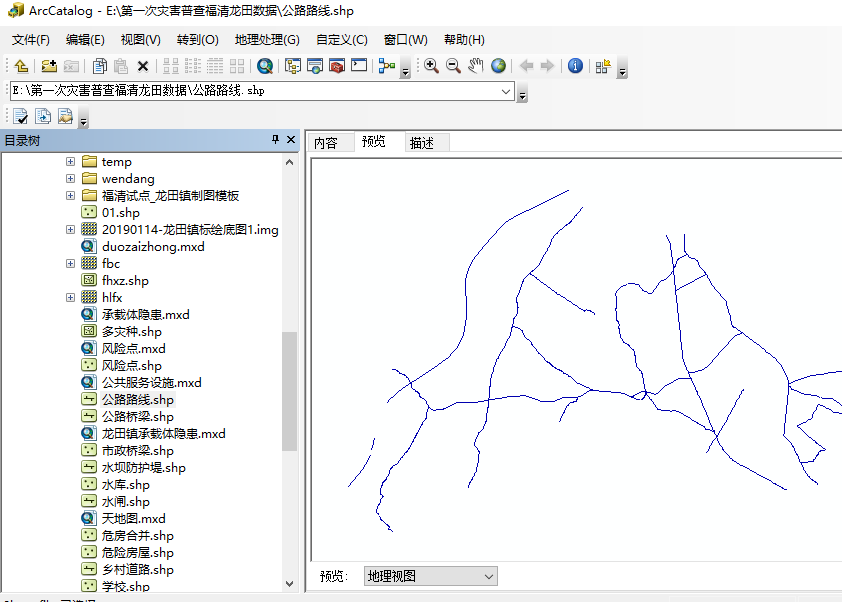 ArcCatalog - E:\第一次灾害普查福清龙田数据\公路路线.shp
文件(F) 编辑(E) 视图(V) 转到(O) 地理处理(G) 自定义(C) 窗口(W) 帮助(H)
E:\第一次灾害普查福清龙田数据\公路路线.shp
目录树
temp
wendang
福清试点_龙田镇制图模板
01.shp
20190114-龙田镇标绘底图1.img
duozaizhong.mxd
fbc
fhxz.shp
hlfx
承载体隐患.mxd
多灾种.shp
风险点.mxd
风险点.shp
公共服务设施.mxd
公路路线.shp
公路桥梁.shp
龙田镇承载体隐患.mxd
市政桥梁.shp
水坝防护堤.shp
水库.shp
水闸.shp
天地图.mxd
危房合并.shp
危险房屋.shp
乡村道路.shp
学校.shp
内容 预览 描述
预览: 地理视图